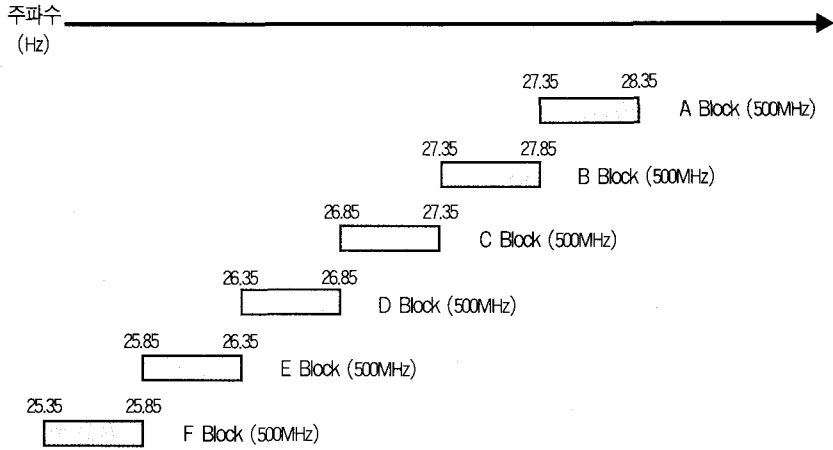 주파수
(Hz)
27.35 28.35
A Block (500MHz)
27.35 27.85
B Block (500MHz)
26.85 27.35
C Block (500MHz)
26.35 26.85
D Block (500MHz)
25.85 26.35
E Block (500MHz)
25.35 25.85
F Block (500MHz)